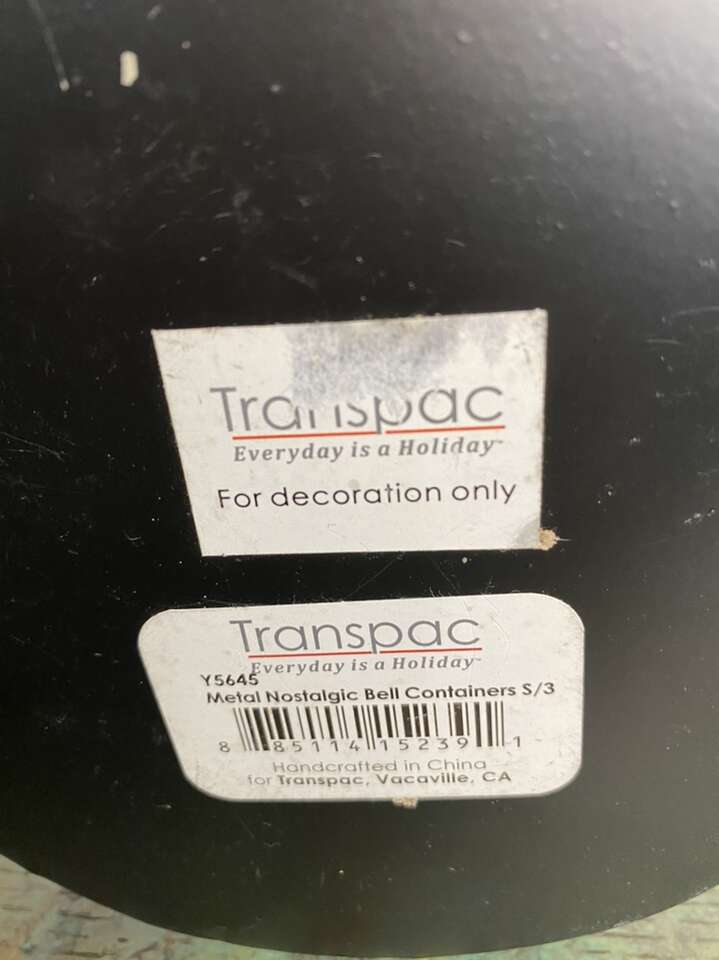 Transpac
Everyday is a Holiday™
For decoration only
Transpac
Everyday is a Holiday™
Y5645
Metal Nostalgic Bell Containers S/3
8 85114 15239 1
Handcrafted in China
for Transpac, Vacaville, CA